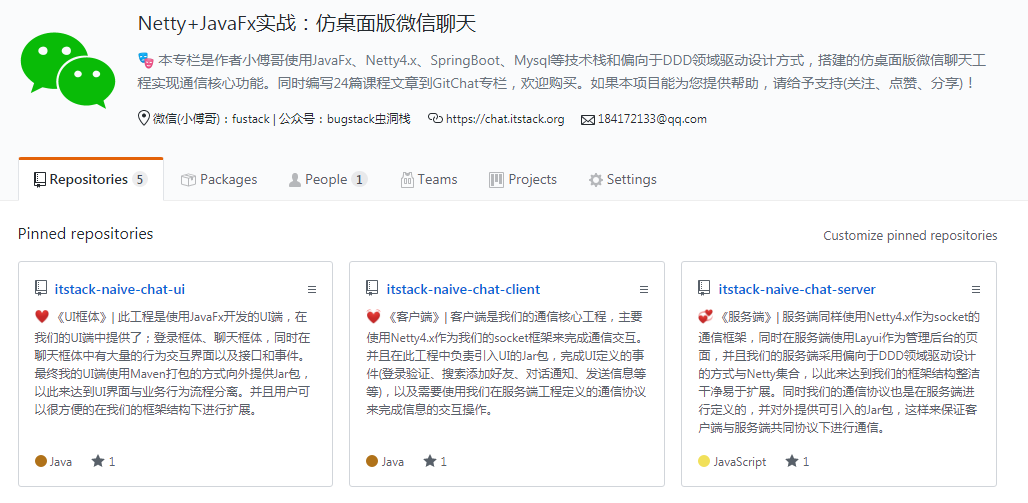 Netty+JavaFx实战：仿桌面版微信聊天
本专栏是作者小傅哥使用JavaFx、Netty4.x、SpringBoot、Mysql等技术栈和偏向于DDD领域驱动设计方式，搭建的仿桌面版微信聊天工
程实现通信核心功能。同时编写24篇课程文章到GitChat专栏，欢迎购买。如果本项目能为您提供帮助，请给予支持(关注、点赞、分享)！
微信(小傅哥)：fustack | 公众号：bugstack虫洞栈 https://chat.itstack.org 184172133@qq.com
Repositories 5 Packages People 1 Teams Projects Settings
Pinned repositories Customize pinned repositories
itstack-naive-chat-ui
《UI框体》| 此工程是使用JavaFx开发的UI端，在
我们的UI端中提供了；登录框体、聊天框体，同时在
聊天框体中有大量的行为交互界面以及接口和事件。
最终我的UI端使用Maven打包的方式向外提供Jar包，
以此来达到UI界面与业务行为流程分离。并且用户可
以很方便的在我们的框架结构下进行扩展。
Java 1
itstack-naive-chat-client
《客户端》| 客户端是我们的通信核心工程，主要
使用Netty4.x作为我们的socket框架来完成通信交互。
并且在此工程中负责引入UI的Jar包，完成UI定义的事
件(登录验证、搜索添加好友、对话通知、发送信息等
等)，以及需要使用我们在服务端工程定义的通信协议
来完成信息的交互操作。
Java 1
itstack-naive-chat-server
《服务端》| 服务端同样使用Netty4.x作为socket的
通信框架，同时在服务端使用Layui作为管理后台的页
面，并且我们的服务端采用偏向于DDD领域驱动设计
的方式与Netty集合，以此来达到我们的框架结构整洁
干净易于扩展。同时我们的通信协议也是在服务端进
行定义的，并对外提供可引入的Jar包，这样来保证客
户端与服务端共同协议下进行通信。
JavaScript 1